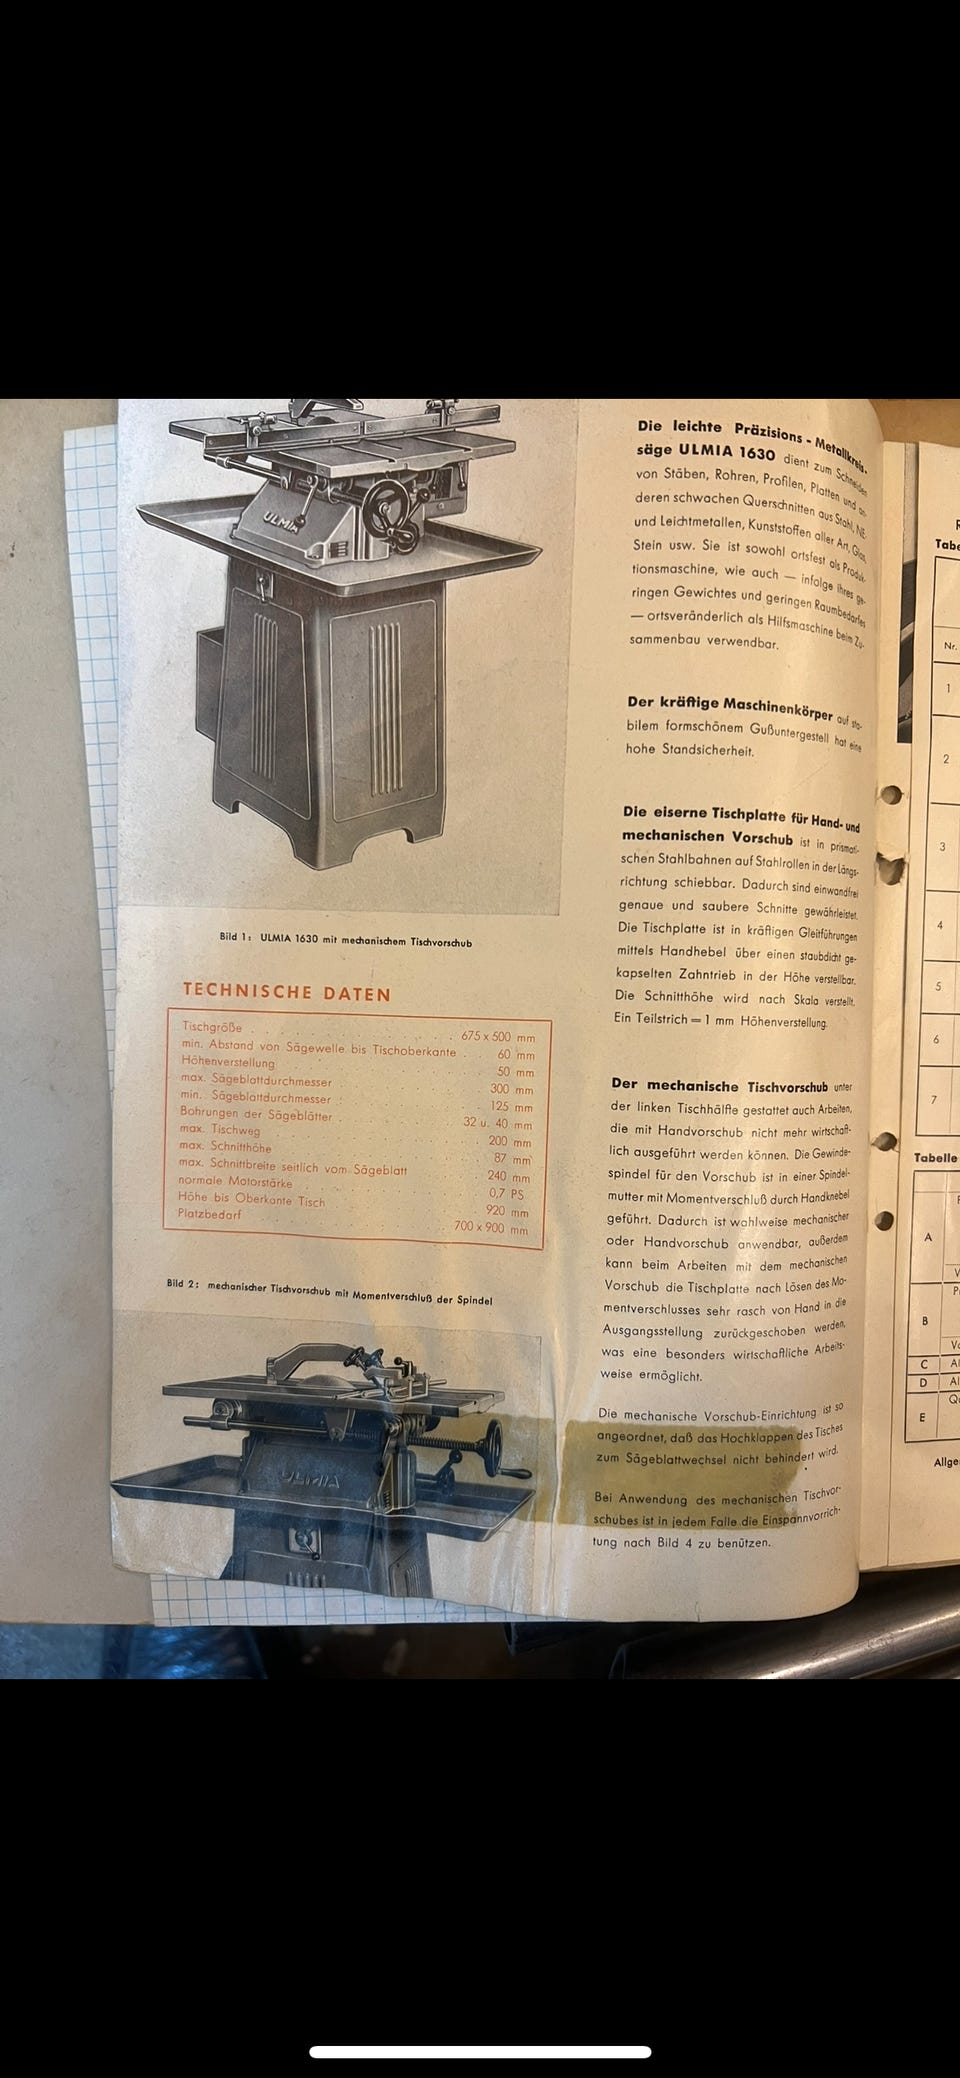 ULMIA
Bild 1: ULMIA 1630 mit mechanischem Tischvorschub
TECHNISCHE DATEN
Tischgröße 675 x 500 mm
min. Abstand von Sägewelle bis Tischoberkante 60 mm
Höhenverstellung 50 mm
max. Sägeblattdurchmesser 300 mm
min. Sägeblattdurchmesser 125 mm
Bohrungen der Sägeblätter 32 u. 40 mm
max. Tischweg 200 mm
max. Schnitthöhe 87 mm
max. Schnittbreite seitlich vom Sägeblatt 240 mm
normale Motorstärke 0,7 PS
Höhe bis Oberkante Tisch 920 mm
Platzbedarf 700 x 900 mm
Bild 2: mechanischer Tischvorschub mit Momentverschluß der Spindel
ULMIA
Die leichte Präzisions-Metallkreis-
säge ULMIA 1630 dient zum Schneiden
von Stäben, Rohren, Profilen, Platten und an-
deren schwachen Querschnitten aus Stahl, NE-
und Leichtmetallen, Kunststoffen aller Art, Glas,
Stein usw. Sie ist sowohl ortsfest als Produk-
tionsmaschine, wie auch — infolge ihres ge-
ringen Gewichtes und geringen Raumbedarfes
— ortsveränderlich als Hilfsmaschine beim Zu-
sammenbau verwendbar.
Der kräftige Maschinenkörper auf sta-
bilem formschönem Gußuntergestell hat eine
hohe Standsicherheit.
Die eiserne Tischplatte für Hand- und
mechanischen Vorschub ist in prismati-
schen Stahlbahnen auf Stahlrollen in der Längs-
richtung schiebbar. Dadurch sind einwandfrei
genaue und saubere Schnitte gewährleistet.
Die Tischplatte ist in kräftigen Gleitführungen
mittels Handhebel über einen staubdicht ge-
kapselten Zahntrieb in der Höhe verstellbar.
Die Schnitthöhe wird nach Skala verstellt.
Ein Teilstrich = 1 mm Höhenverstellung.
Der mechanische Tischvorschub unter
der linken Tischhälfte gestattet auch Arbeiten,
die mit Handvorschub nicht mehr wirtschaft-
lich ausgeführt werden können. Die Gewinde-
spindel für den Vorschub ist in einer Spindel-
mutter mit Momentverschluß durch Handknebel
geführt. Dadurch ist wahlweise mechanischer
oder Handvorschub anwendbar, außerdem
kann beim Arbeiten mit dem mechanischen
Vorschub die Tischplatte nach Lösen des Mo-
mentverschlusses sehr rasch von Hand in die
Ausgangsstellung zurückgeschoben werden,
was eine besonders wirtschaftliche Arbeits-
weise ermöglicht.
Die mechanische Vorschub-Einrichtung ist so
angeordnet, daß das Hochklappen des Tisches
zum Sägeblattwechsel nicht behindert wird.
Bei Anwendung des mechanischen Tischvor-
schubes ist in jedem Falle die Einspannvorrich-
tung nach Bild 4 zu benützen.
Nr.
1
2
3
4
5
6
7
Tabelle
A
B
C
D
E